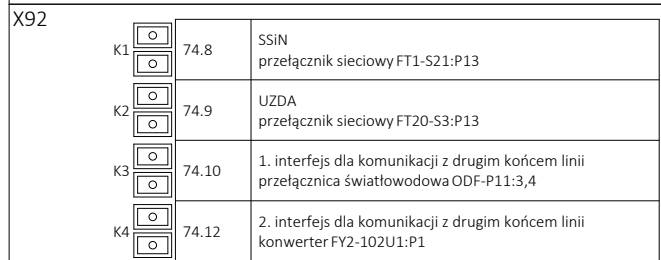 X92
K1 74.8 SSiN
przełącznik sieciowy FT1-S21:P13
K2 74.9 UZDA
przełącznik sieciowy FT20-S3:P13
K3 74.10 1. interfejs dla komunikacji z drugim końcem linii
przełącznica światłowodowa ODF-P11:3,4
K4 74.12 2. interfejs dla komunikacji z drugim końcem linii
konwerter FY2-102U1:P1